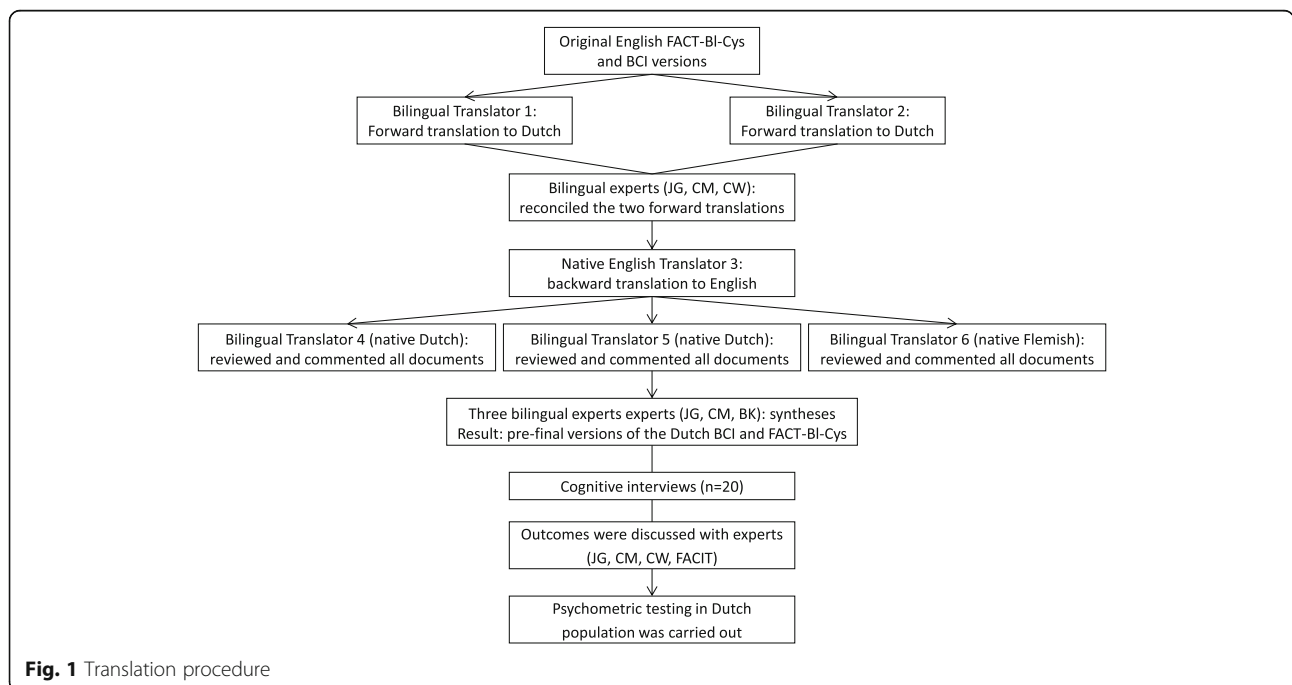 Original English FACT-Bl-Cys
and BCI versions
Bilingual Translator 1:
Forward translation to Dutch
Bilingual Translator 2:
Forward translation to Dutch
Bilingual experts (JG, CM, CW):
reconciled the two forward translations
Native English Translator 3:
backward translation to English
Bilingual Translator 4 (native Dutch):
reviewed and commented all documents
Bilingual Translator 5 (native Dutch):
reviewed and commented all documents
Bilingual Translator 6 (native Flemish):
reviewed and commented all documents
Three bilingual experts experts (JG, CM, BK): syntheses
Result: pre-final versions of the Dutch BCI and FACT-Bl-Cys
Cognitive interviews (n=20)
Outcomes were discussed with experts
(JG, CM, CW, FACIT)
Psychometric testing in Dutch
population was carried out
Fig. 1 Translation procedure